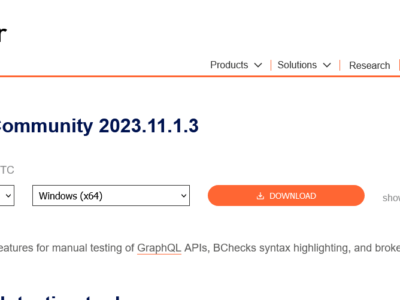 r
Products Solutions Research
ommunity 2023.11.1.3
TC
Windows (x64) DOWNLOAD
show
eatures for manual testing of GraphQL APIs, BChecks syntax highlighting, and broke